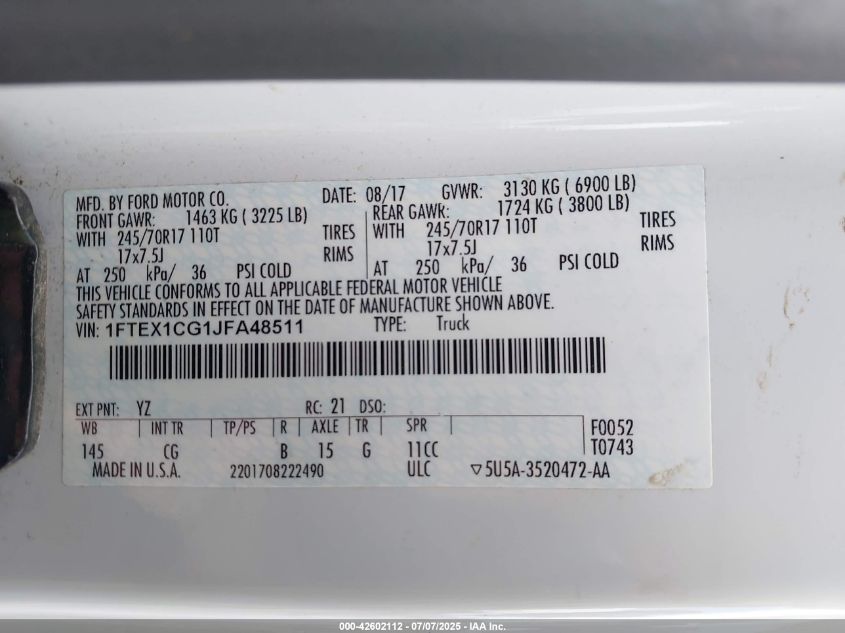 MFD. BY FORD MOTOR CO. DATE: 08/17 GVWR: 3130 KG ( 6900 LB)
FRONT GAWR: 1463 KG ( 3225 LB) REAR GAWR: 1724 KG ( 3800 LB)
WITH 245/70R17 110T TIRES WITH 245/70R17 110T TIRES
17x7.5J RIMS 17x7.5J RIMS
AT 250 kPa/ 36 PSI COLD AT 250 kPa/ 36 PSI COLD
THIS VEHICLE CONFORMS TO ALL APPLICABLE FEDERAL MOTOR VEHICLE
SAFETY STANDARDS IN EFFECT ON THE DATE OF MANUFACTURE SHOWN ABOVE.
VIN: 1FTEX1CG1JFA48511 TYPE: Truck
EXT PNT: YZ RC: 21 DSO:
WB INT TR TP/PS R AXLE TR SPR F0052
145 CG B 15 G 11CC T0743
MADE IN U.S.A. 2201708222490 ULC ▽5U5A-3520472-AA
000-42602112 - 07/07/2025 - IAA Inc.